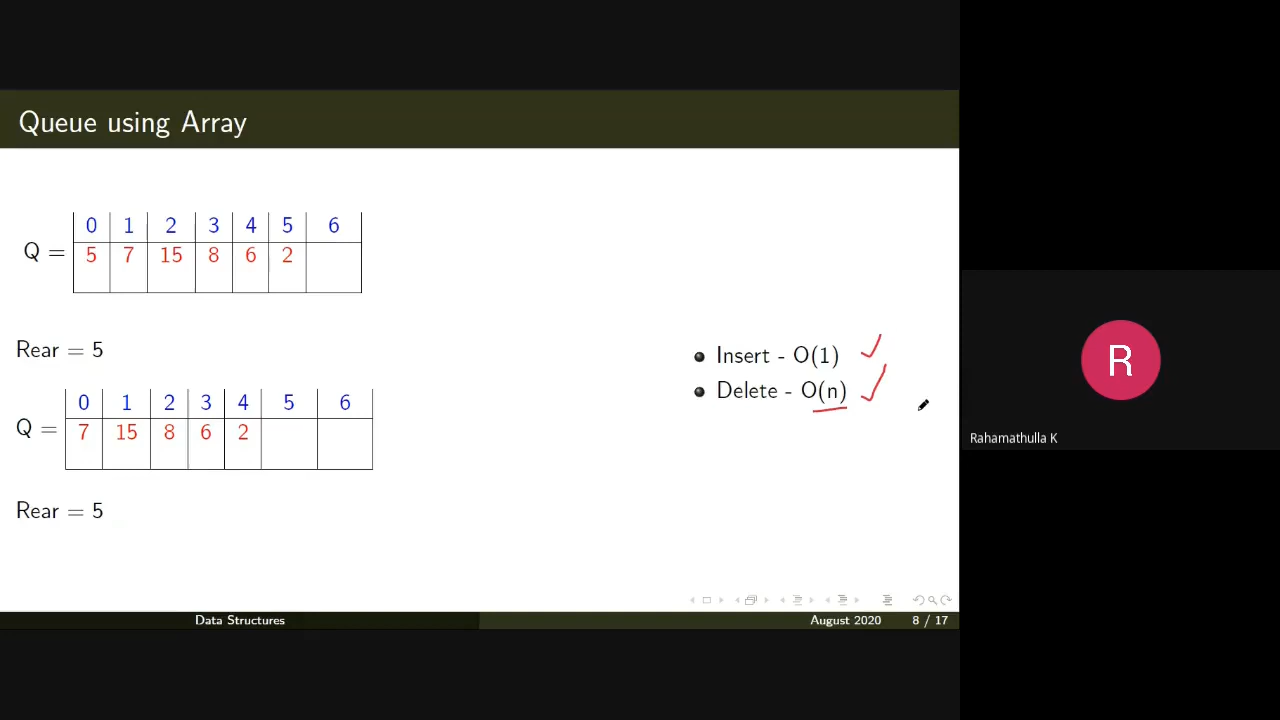 Queue using Array
0 1 2 3 4 5 6
Q = 5 7 15 8 6 2
Rear = 5
0 1 2 3 4 5 6
Q = 7 15 8 6 2
Rear = 5
Insert - O(1)
Delete - O(n)
Data Structures August 2020 8 / 17
R
Rahamathulla K